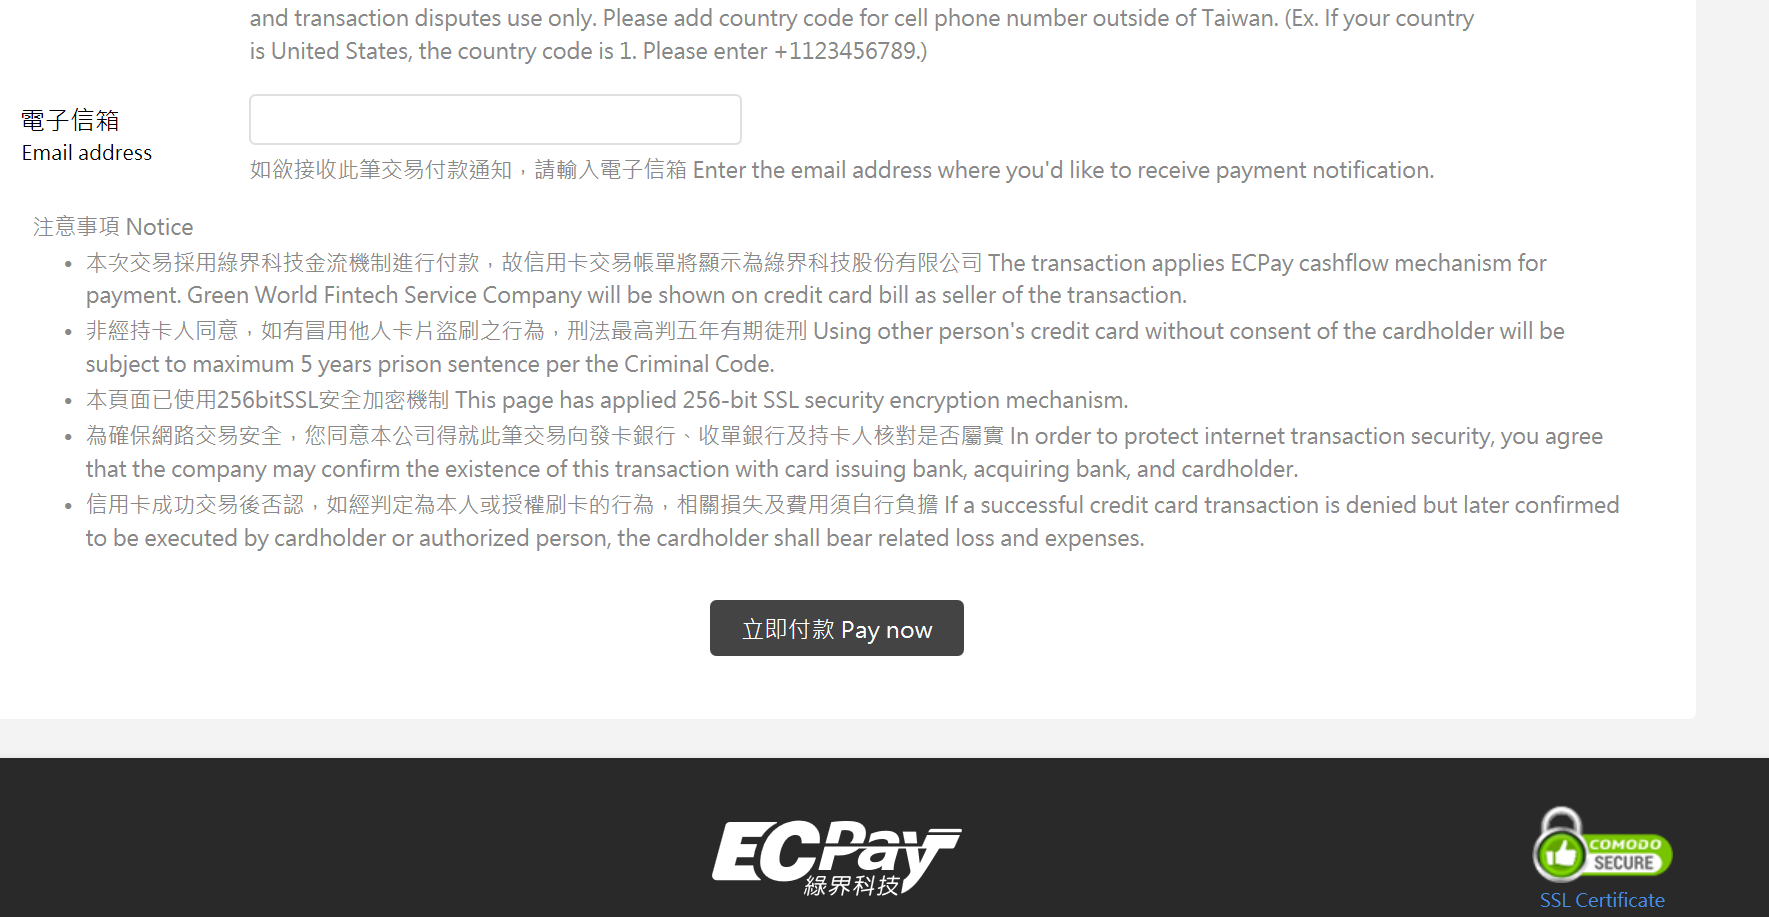 and transaction disputes use only. Please add country code for cell phone number outside of Taiwan. (Ex. If your country
is United States, the country code is 1. Please enter +1123456789.)
電子信箱
Email address
如欲接收此筆交易付款通知，請輸入電子信箱 Enter the email address where you'd like to receive payment notification.
注意事項 Notice
• 本次交易採用綠界科技金流機制進行付款，故信用卡交易帳單將顯示為綠界科技股份有限公司 The transaction applies ECPay cashflow mechanism for
payment. Green World Fintech Service Company will be shown on credit card bill as seller of the transaction.
• 非經持卡人同意，如有冒用他人卡片盜刷之行為，刑法最高判五年有期徒刑 Using other person's credit card without consent of the cardholder will be
subject to maximum 5 years prison sentence per the Criminal Code.
• 本頁面已使用256bitSSL安全加密機制 This page has applied 256-bit SSL security encryption mechanism.
• 為確保網路交易安全，您同意本公司得就此筆交易向發卡銀行、收單銀行及持卡人核對是否屬實 In order to protect internet transaction security, you agree
that the company may confirm the existence of this transaction with card issuing bank, acquiring bank, and cardholder.
• 信用卡成功交易後否認，如經判定為本人或授權刷卡的行為，相關損失及費用須自行負擔 If a successful credit card transaction is denied but later confirmed
to be executed by cardholder or authorized person, the cardholder shall bear related loss and expenses.
立即付款 Pay now
ECPay
綠界科技
COMODO
SECURE
SSL Certificate